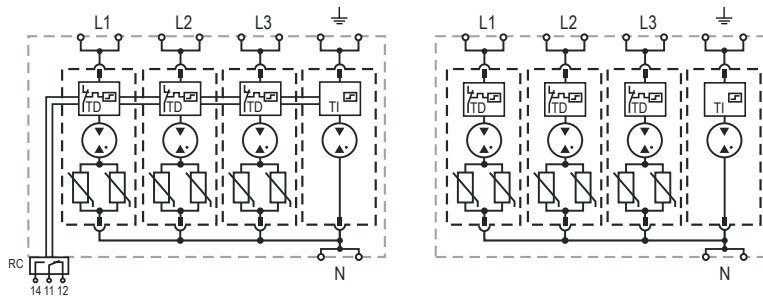 L1 L2 L3 L1 L2 L3
TD TD TD TI TD TD TD TI
RC N N
14 11 12